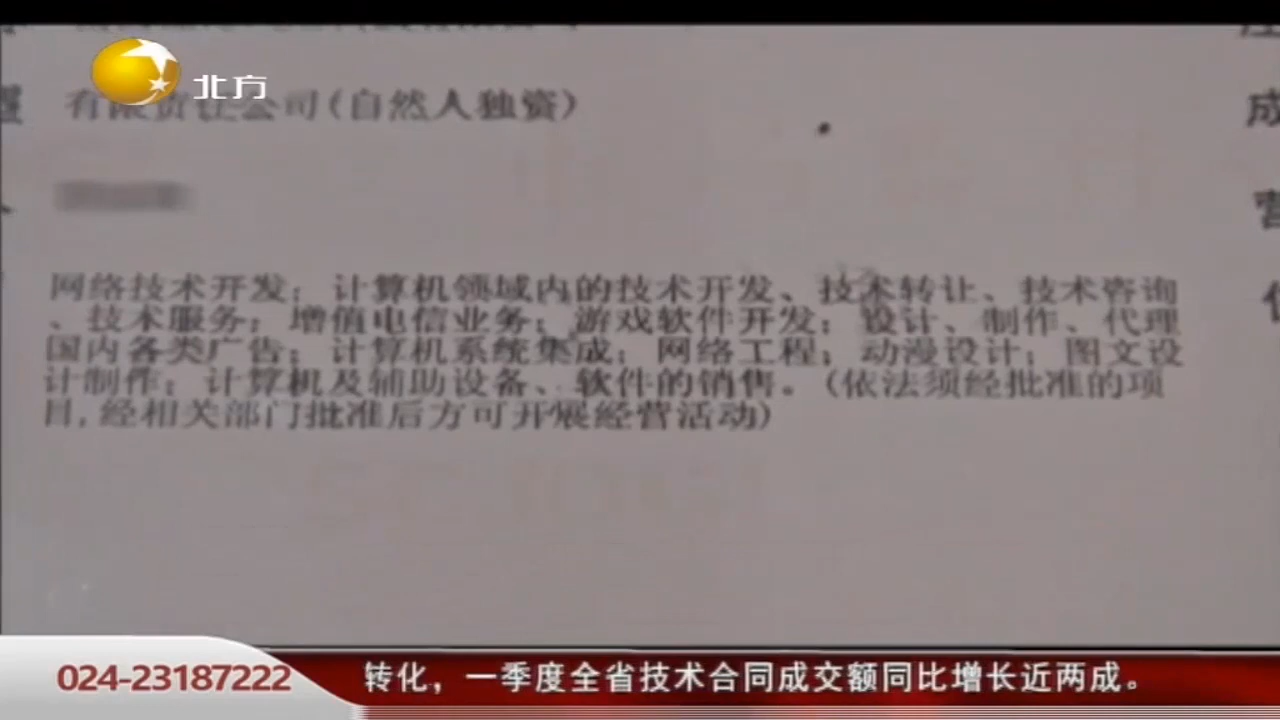 北方
有限责任公司(自然人独资)
成
营
网络技术开发；计算机领域内的技术开发、技术转让、技术咨询
、技术服务；增值电信业务；游戏软件开发；设计、制作、代理
国内各类广告；计算机系统集成；网络工程；动漫设计；图文设
计制作；计算机及辅助设备、软件的销售。(依法须经批准的项
目,经相关部门批准后方可开展经营活动)
024-23187222
转化，一季度全省技术合同成交额同比增长近两成。